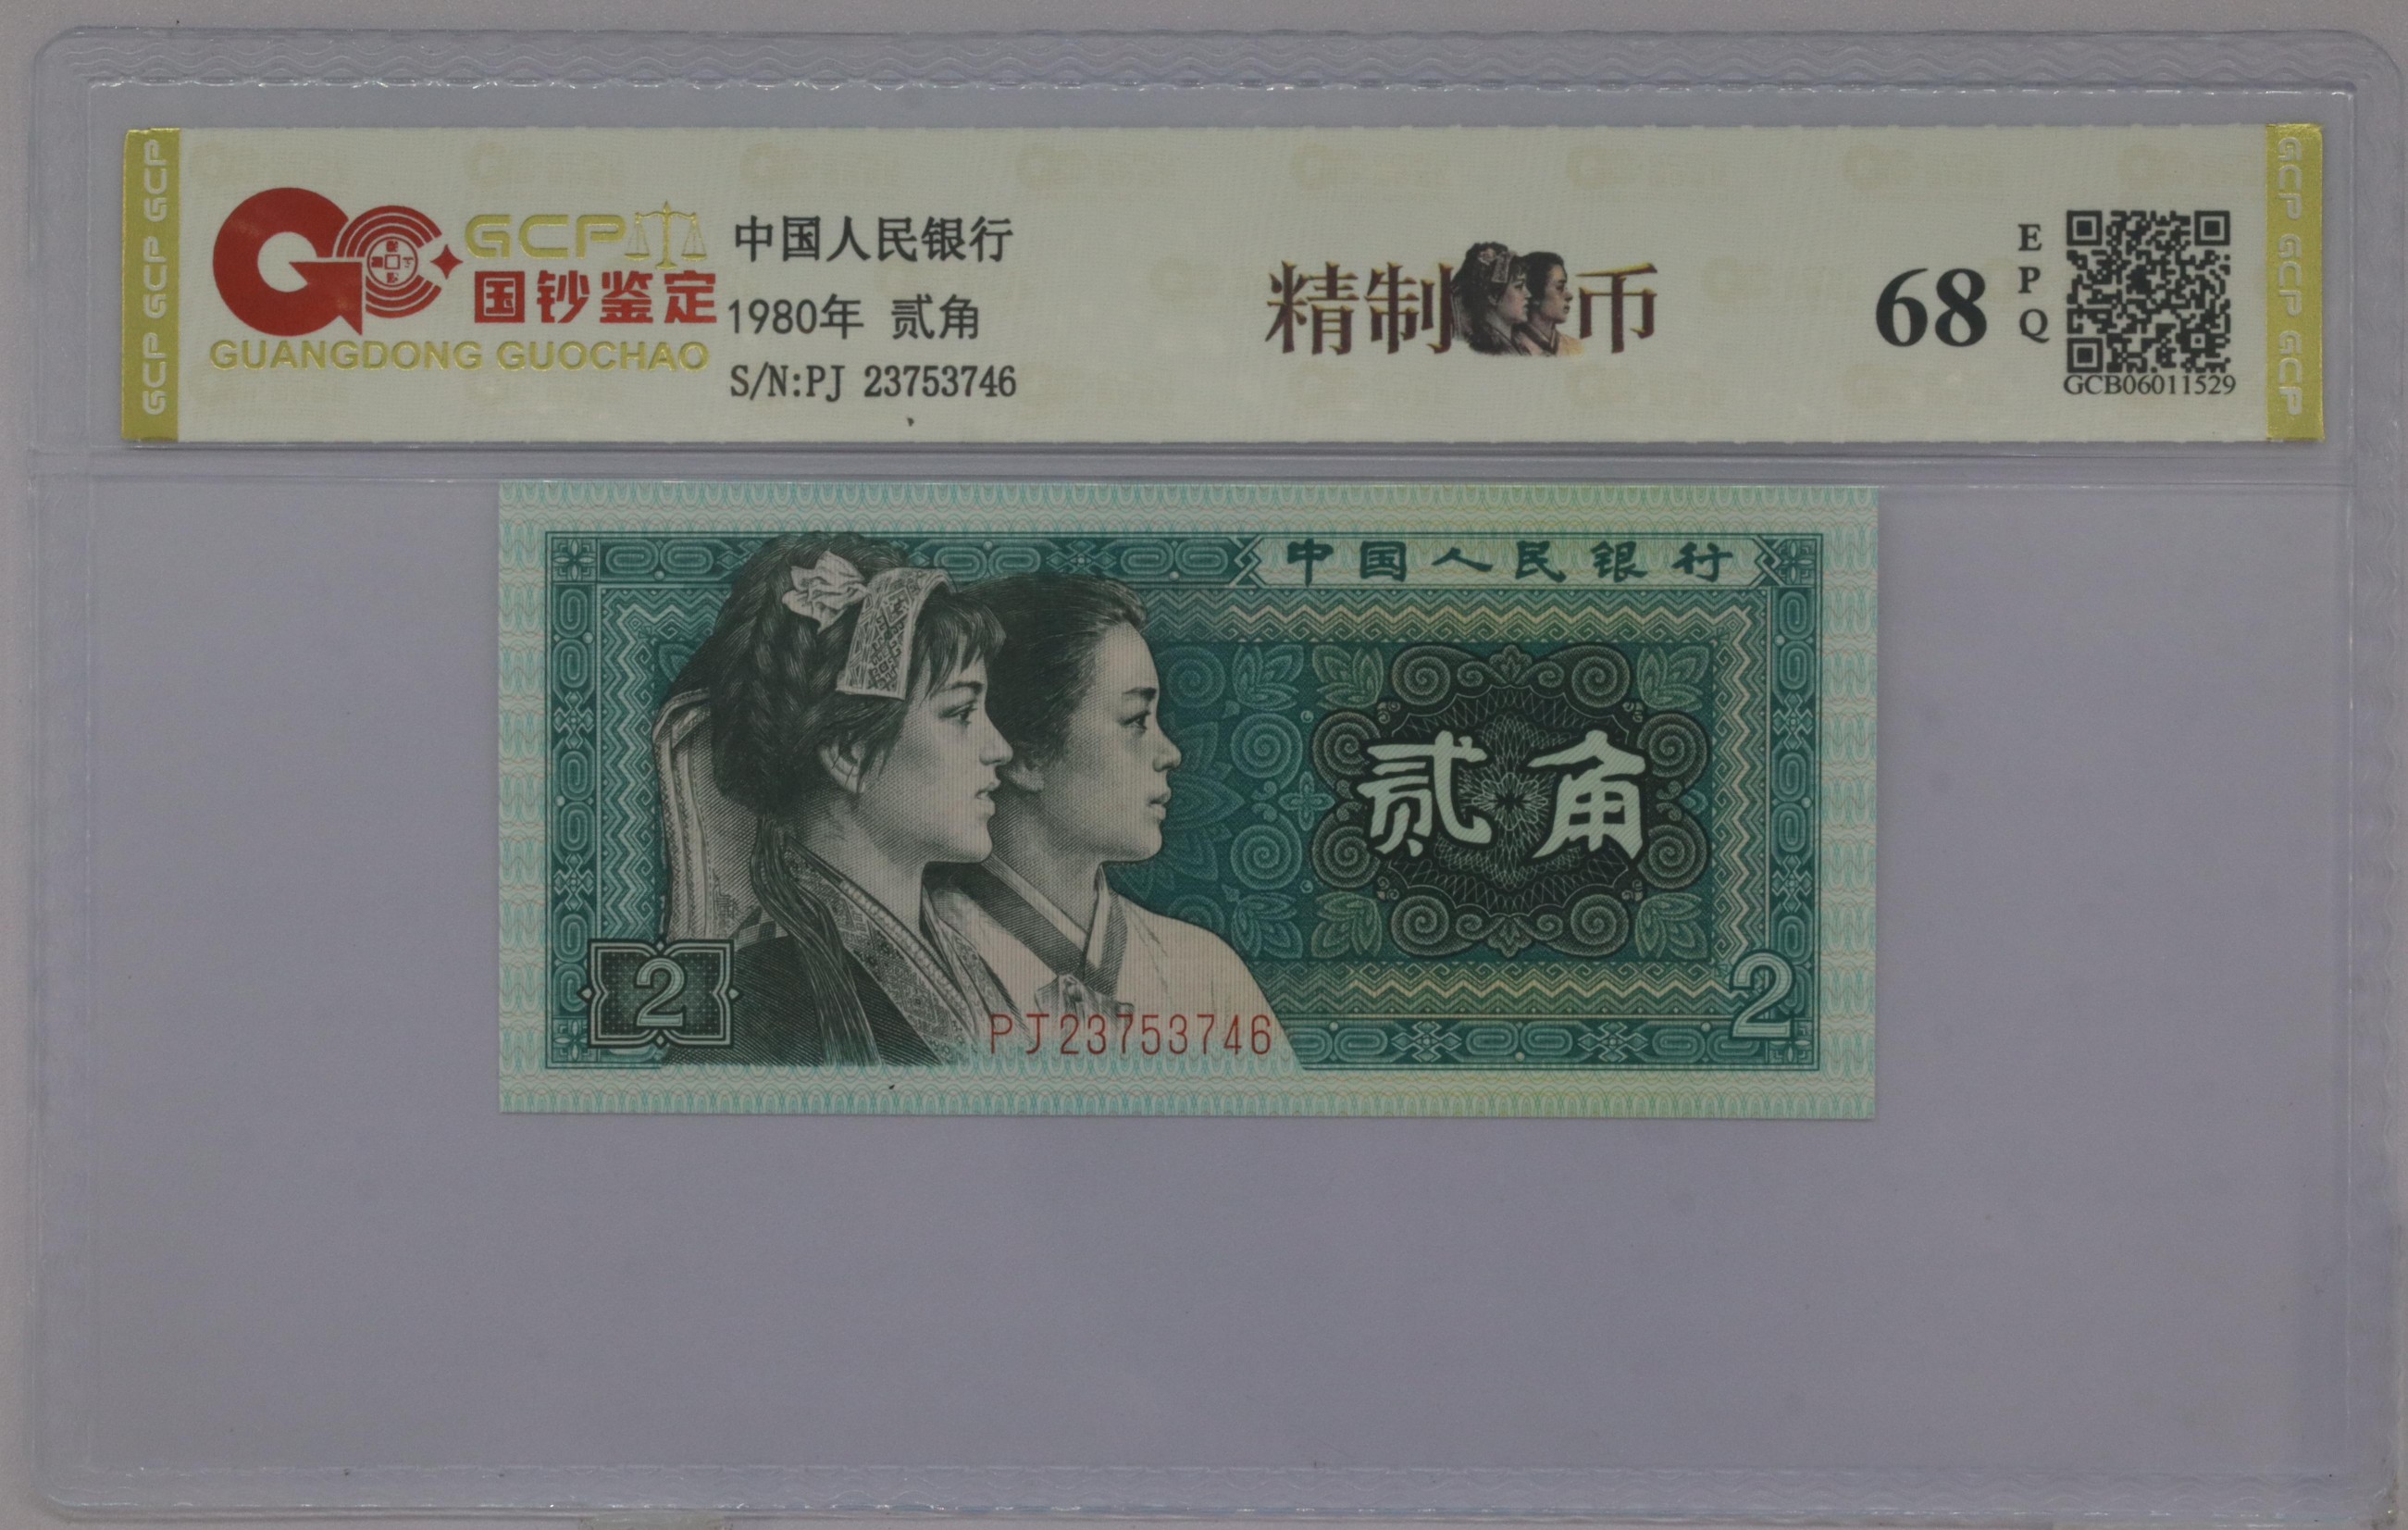 GCP GCP GCP
GCP
国钞鉴定
GUANGDONG GUOCHAO
中国人民银行
1980年 贰角
S/N:PJ 23753746
精制币
68
EPQ
GCB06011529
GCP GCP GCP
中国人民银行
贰角
2
PJ23753746
2